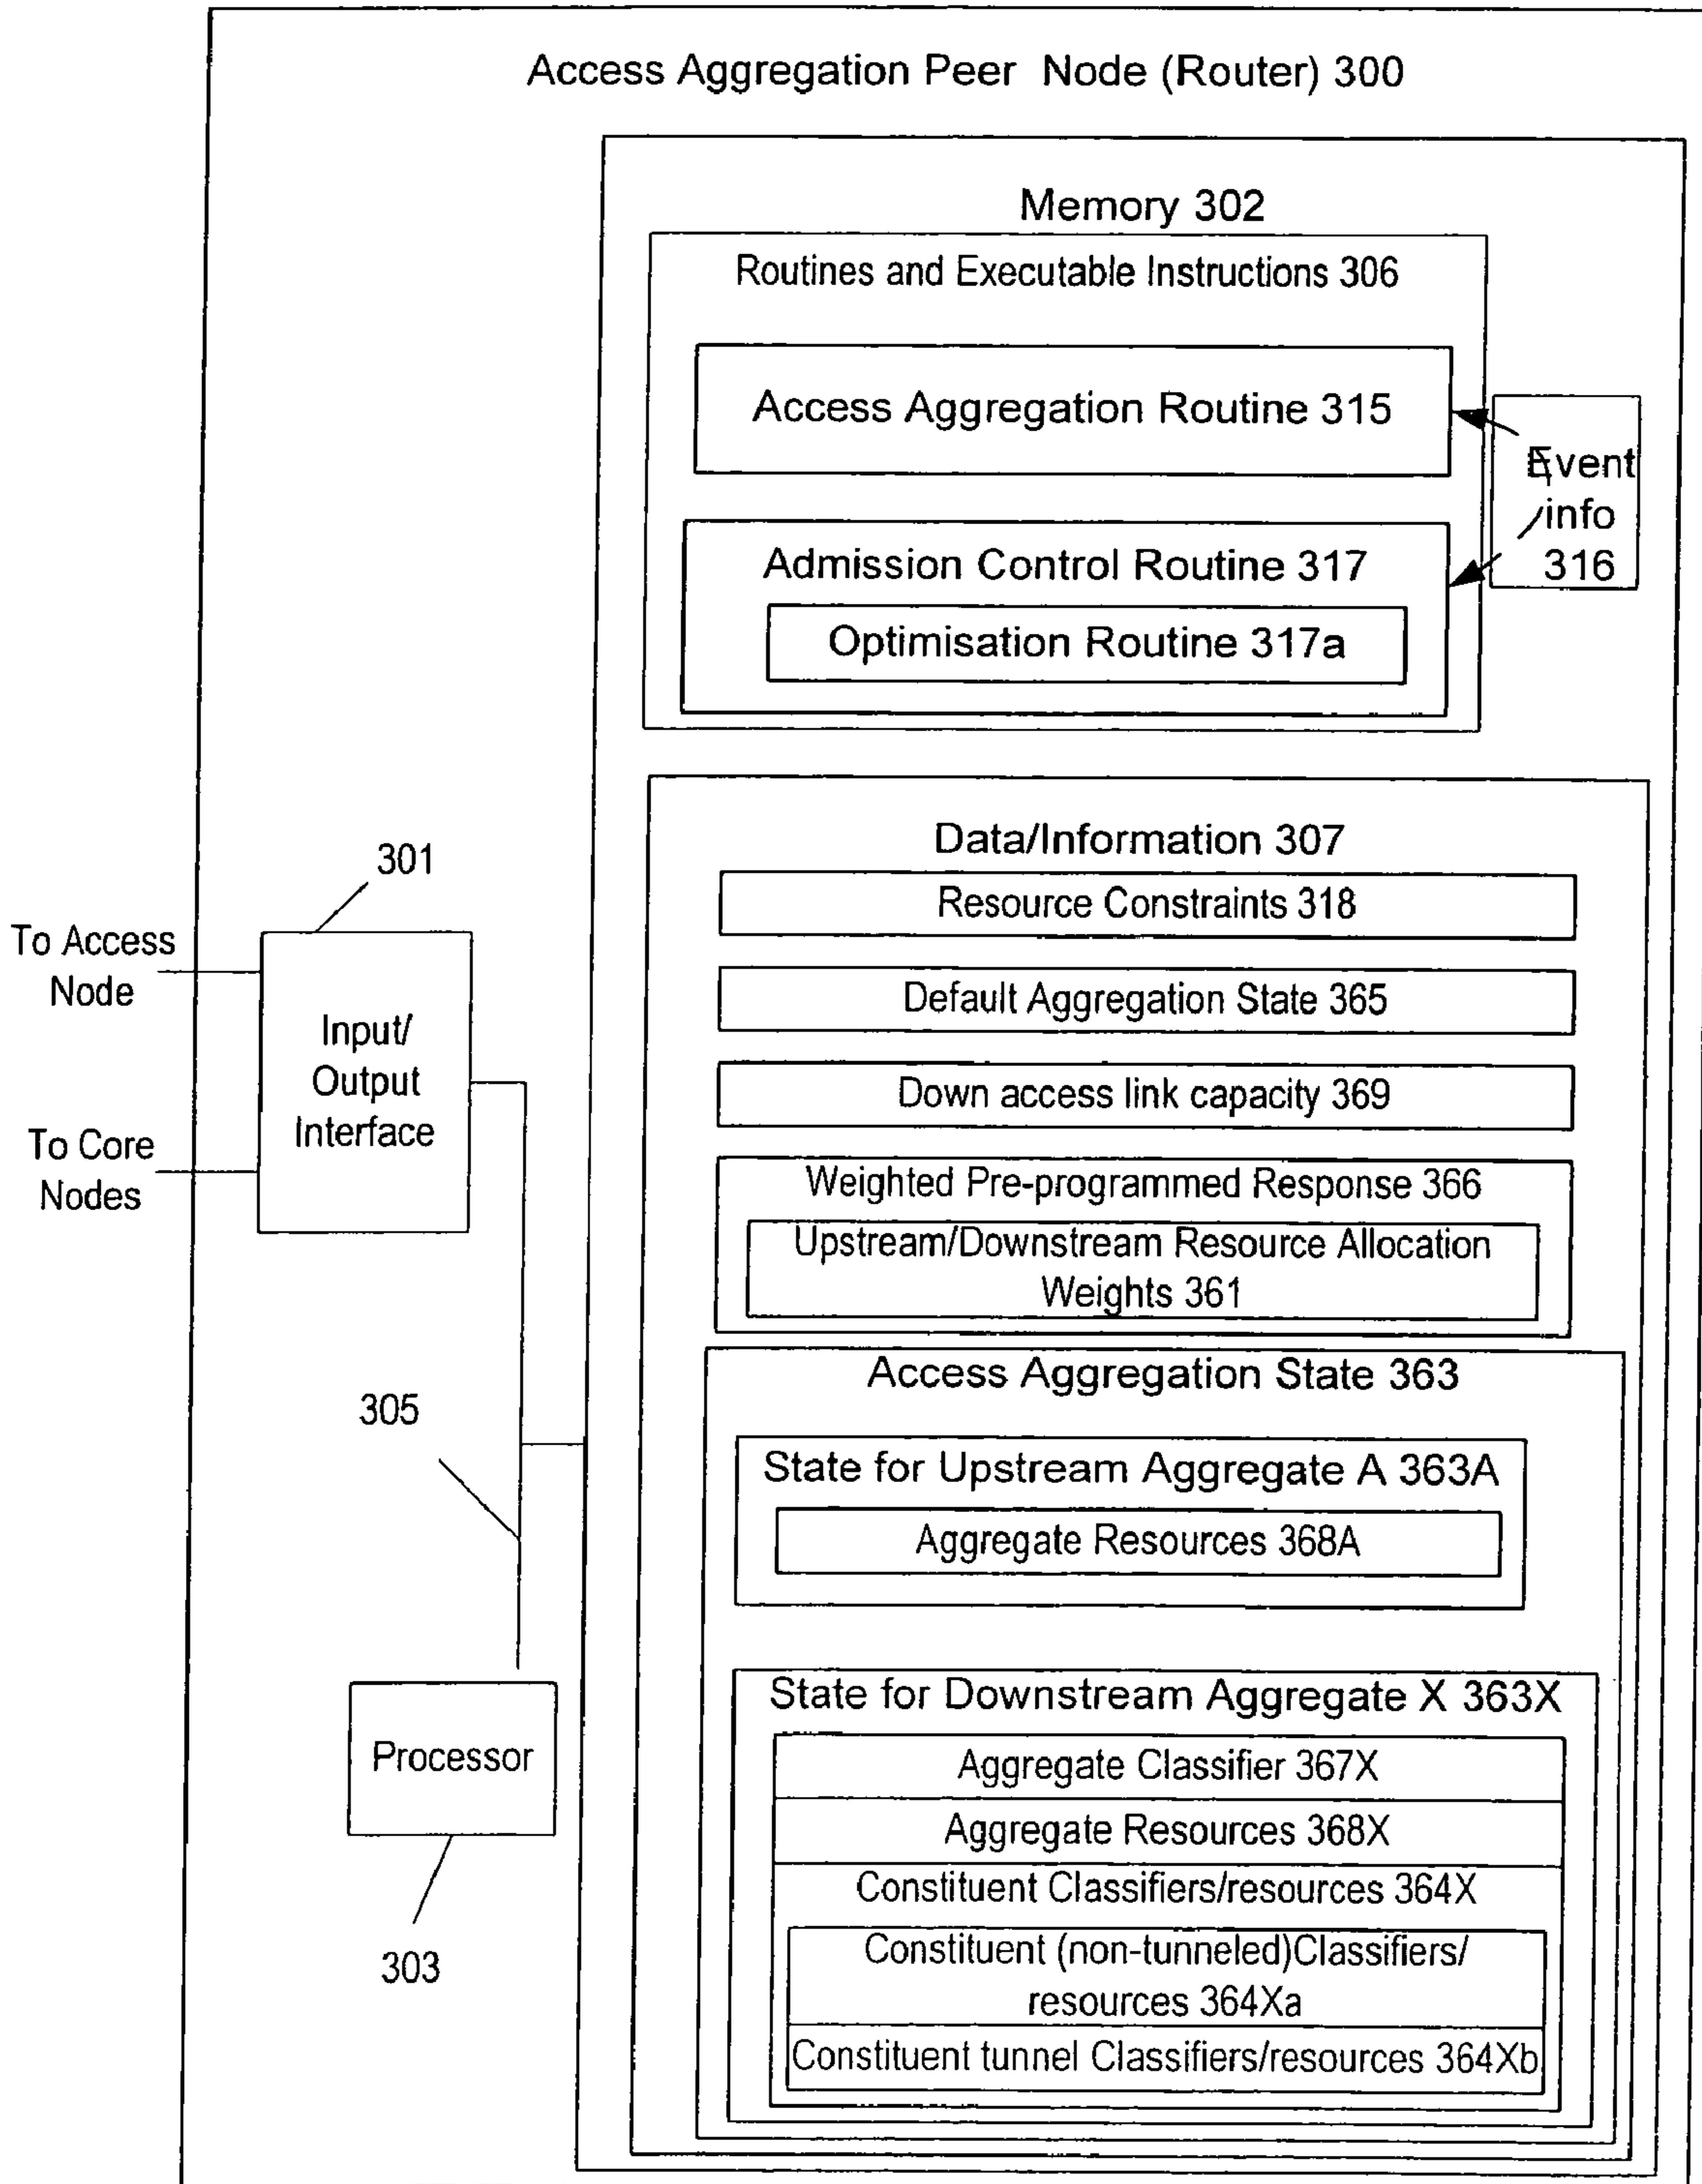 Access Aggregation Peer Node (Router) 300
Memory 302
Routines and Executable Instructions 306
Access Aggregation Routine 315
Event
info
316
Admission Control Routine 317
Optimisation Routine 317a
Data/Information 307
Resource Constraints 318
Default Aggregation State 365
Down access link capacity 369
Weighted Pre-programmed Response 366
Upstream/Downstream Resource Allocation
Weights 361
Access Aggregation State 363
State for Upstream Aggregate A 363A
Aggregate Resources 368A
State for Downstream Aggregate X 363X
Aggregate Classifier 367X
Aggregate Resources 368X
Constituent Classifiers/resources 364X
Constituent (non-tunneled)Classifiers/
resources 364Xa
Constituent tunnel Classifiers/resources 364Xb
301
To Access
Node
Input/
Output
Interface
To Core
Nodes
305
Processor
303